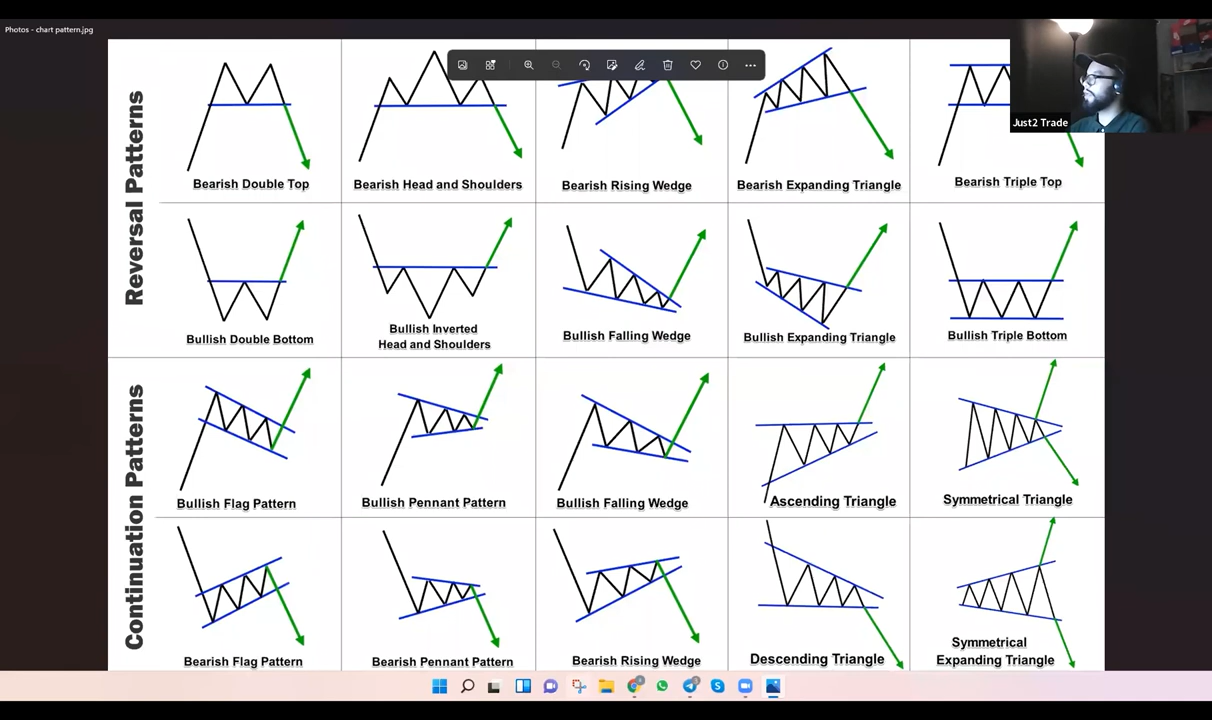 Photos - chart pattern.jpg
Just2 Trade
Reversal Patterns
Bearish Double Top
Bearish Head and Shoulders
Bearish Rising Wedge
Bearish Expanding Triangle
Bearish Triple Top
Bullish Double Bottom
Bullish Inverted
Head and Shoulders
Bullish Falling Wedge
Bullish Expanding Triangle
Bullish Triple Bottom
Continuation Patterns
Bullish Flag Pattern
Bullish Pennant Pattern
Bullish Falling Wedge
Ascending Triangle
Symmetrical Triangle
Bearish Flag Pattern
Bearish Pennant Pattern
Bearish Rising Wedge
Descending Triangle
Symmetrical
Expanding Triangle